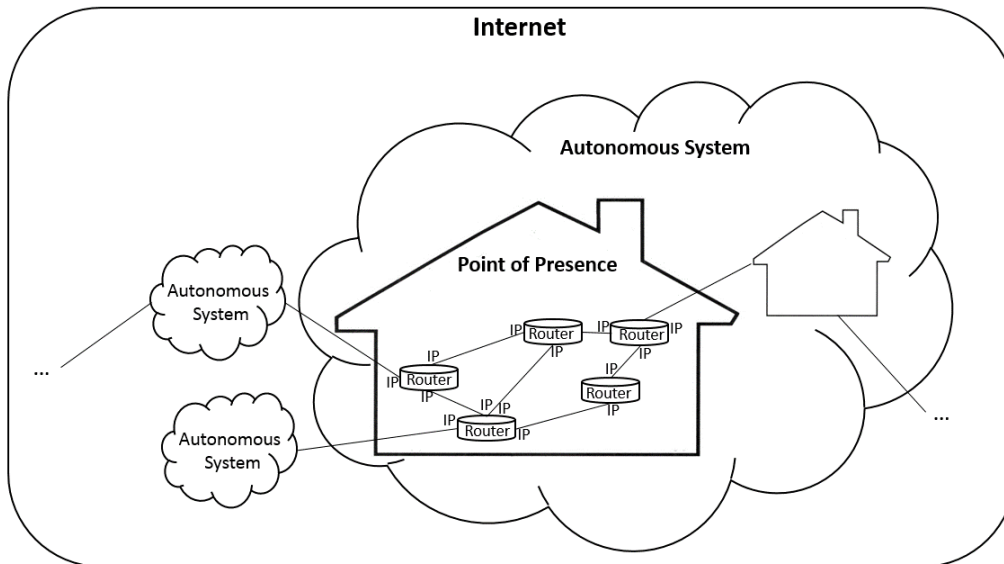 Internet
Autonomous System
Point of Presence
Autonomous
System
IP
Router
IP
IP
Router
IP
IP
...
IP
IP
Router
IP
IP
Router
IP
IP
IP
IP
Router
IP
...
Autonomous
System